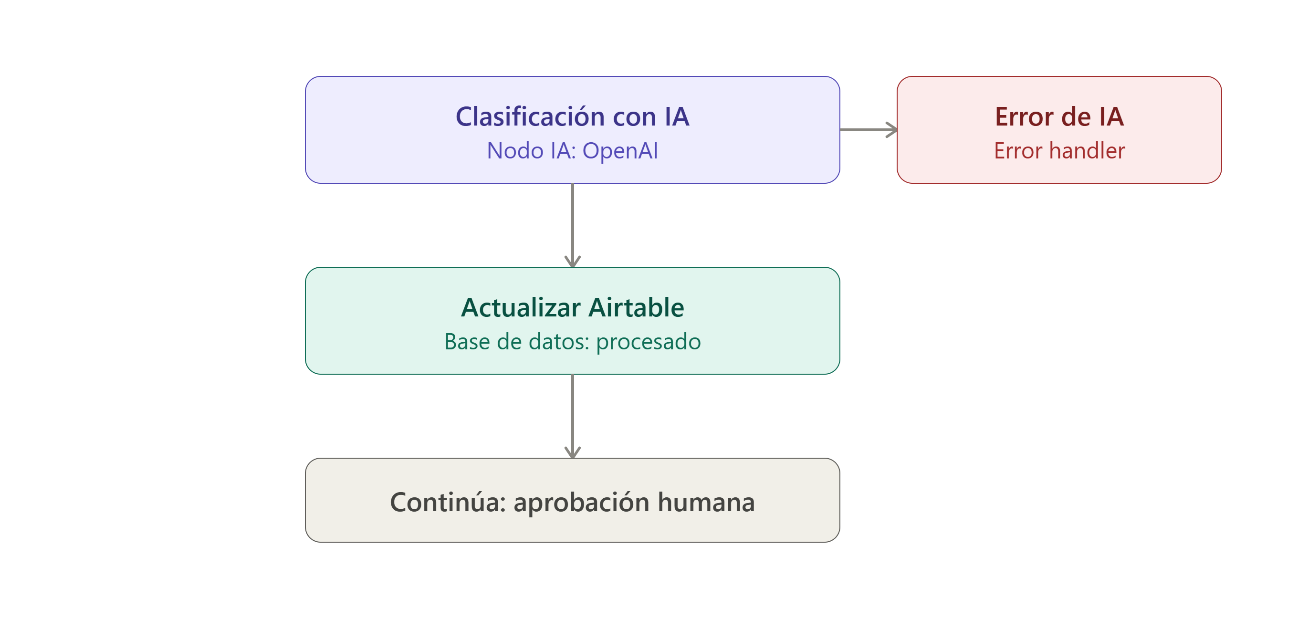 Clasificación con IA
Nodo IA: OpenAI
Error de IA
Error handler
Actualizar Airtable
Base de datos: procesado
Continúa: aprobación humana